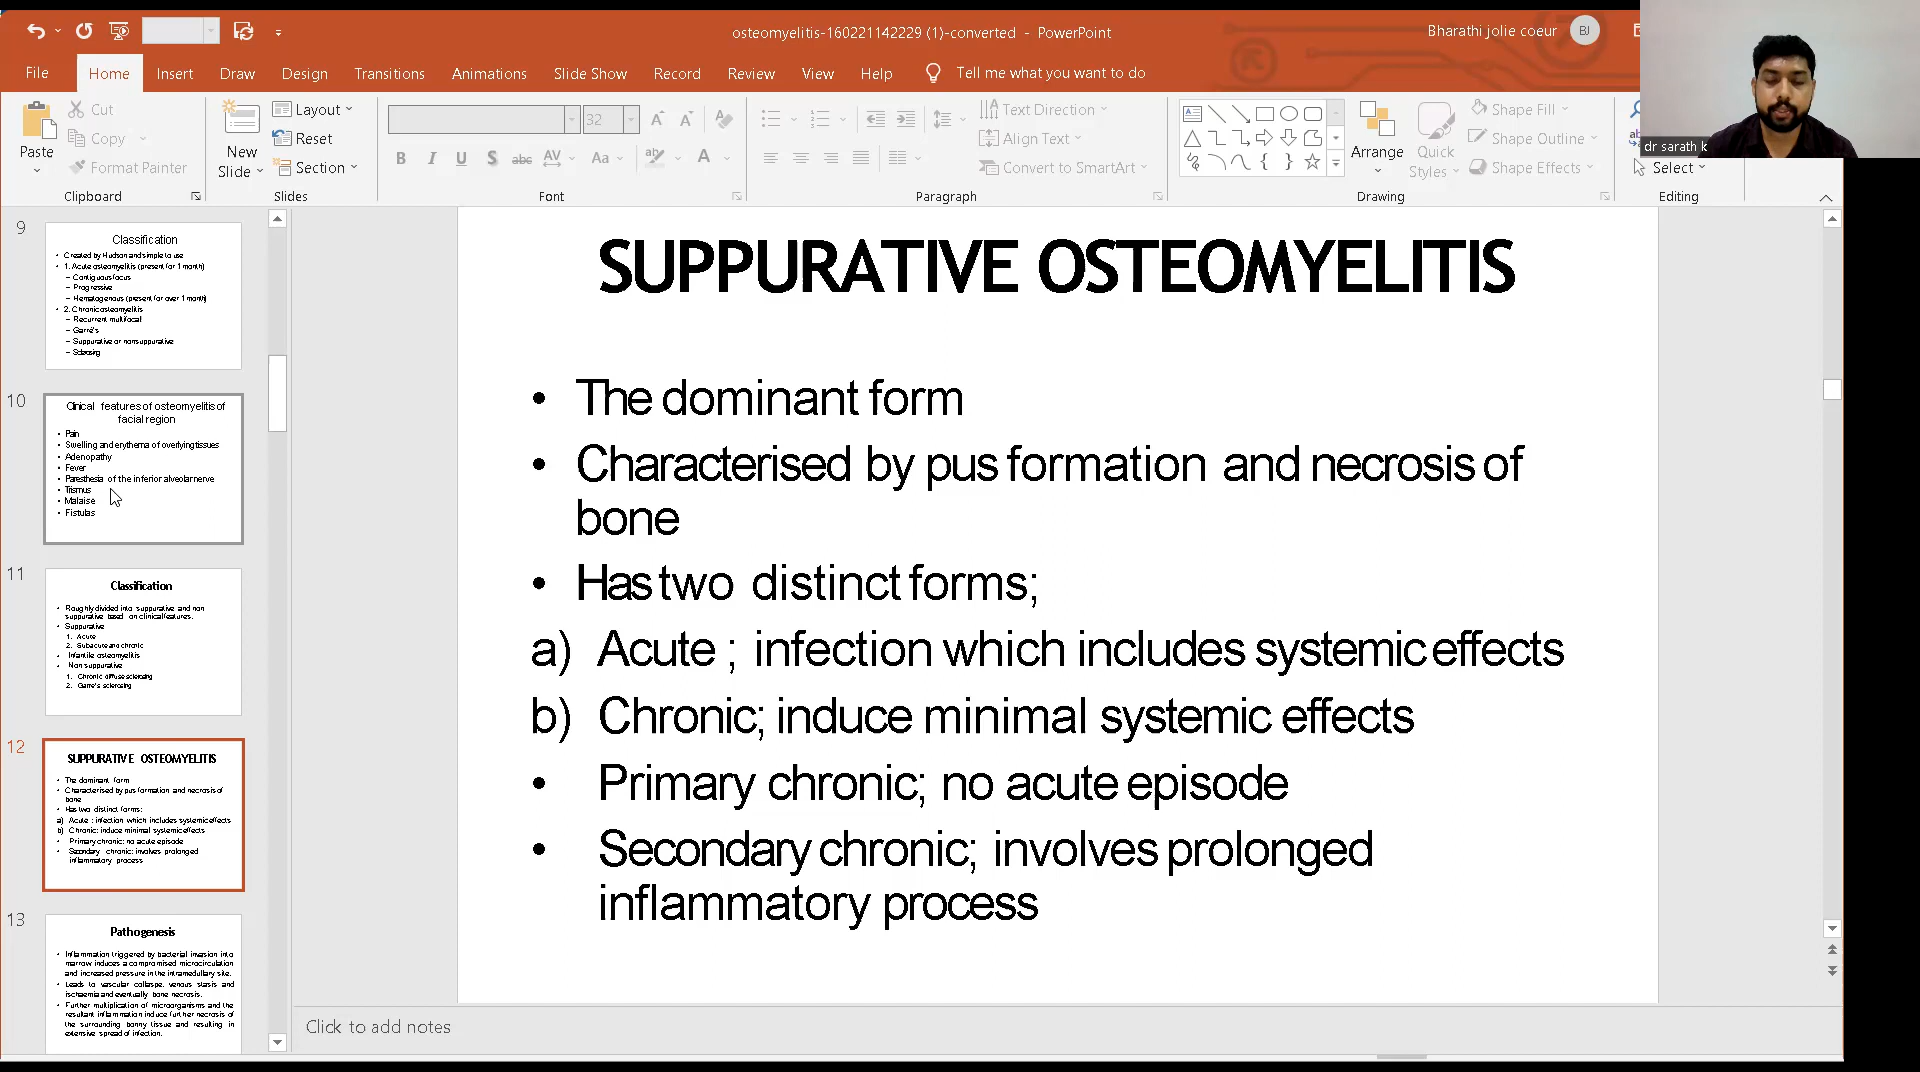 osteomyelitis-160221142229 (1)-converted - PowerPoint
Bharathi jolie coeur
BJ
File Home Insert Draw Design Transitions Animations Slide Show Record Review View Help Tell me what you want to do
Paste
Cut
Copy
Format Painter
Clipboard
New
Slide
Layout
Reset
Section
Slides
32
Font
Text Direction
Align Text
Convert to SmartArt
Paragraph
Arrange
Quick
Styles
Shape Fill
Shape Outline
Shape Effects
Drawing
Select
Editing
dr sarath k
9
Classification
• Created by Hudson and simple to use
• 1. Acute osteomyelitis (present for 1 month)
– Contiguous focus
– Progressive
– Hematogenous (present for over 1 month)
• 2. Chronic osteomyelitis
– Recurrent multifocal
– Garré's
– Suppurative or nonsuppurative
– Sclerosing
10
Clinical features of osteomyelitis of
facial region
• Pain
• Swelling and erythema of overlying tissues
• Adenopathy
• Fever
• Paresthesia of the inferior alveolar nerve
• Trismus
• Malaise
• Fistulas
11
Classification
• Roughly divided into suppurative and non
suppurative based on clinical features.
• Suppurative
1. Acute
2. Subacute and chronic
• Infantile osteomyelitis
• Non suppurative
1. Chronic diffuse sclerosing
2. Garre's sclerosing
12
SUPPURATIVE OSTEOMYELITIS
• The dominant form
• Characterised by pus formation and necrosis of
bone
• Has two distinct forms;
a) Acute ; infection which includes systemic effects
b) Chronic; induce minimal systemic effects
• Primary chronic; no acute episode
• Secondary chronic; involves prolonged
inflammatory process
13
Pathogenesis
• Inflammation triggered by bacterial invasion into
marrow induces a compromised microcirculation
and increased pressure in the intramedullary site.
• Leads to vascular collapse, venous stasis and
ischaemia and eventually bone necrosis.
• Further multiplication of microorganisms and the
resultant inflammation induce further necrosis of
the surrounding bonny tissue and resulting in
extensive spread of infection.
SUPPURATIVE OSTEOMYELITIS
• The dominant form
• Characterised by pus formation and necrosis of
bone
• Has two distinct forms;
a) Acute ; infection which includes systemic effects
b) Chronic; induce minimal systemic effects
• Primary chronic; no acute episode
• Secondary chronic; involves prolonged
inflammatory process
Click to add notes